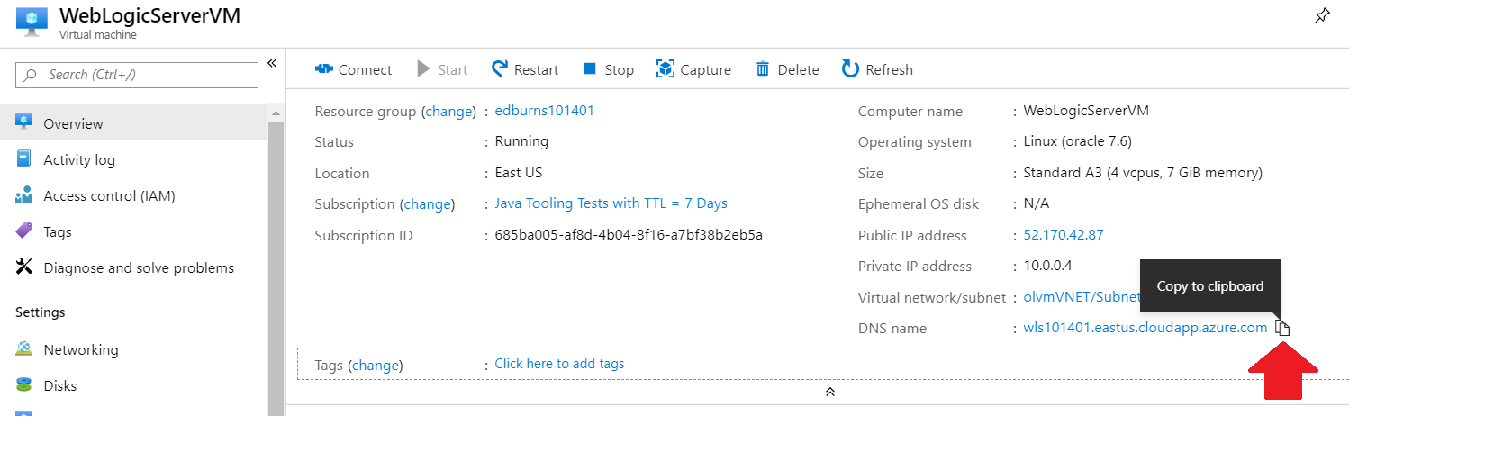 WebLogicServerVM
Virtual machine
Search (Ctrl+/)
«
Overview
Activity log
Access control (IAM)
Tags
Diagnose and solve problems
Settings
Networking
Disks
Connect Start Restart Stop Capture Delete Refresh
Resource group (change) : edburns101401
Status : Running
Location : East US
Subscription (change) : Java Tooling Tests with TTL = 7 Days
Subscription ID : 685ba005-af8d-4b04-8f16-a7bf38b2eb5a
Computer name : WebLogicServerVM
Operating system : Linux (oracle 7.6)
Size : Standard A3 (4 vcpus, 7 GiB memory)
Ephemeral OS disk : N/A
Public IP address : 52.170.42.87
Private IP address : 10.0.0.4
Virtual network/subnet : olvmVNET/Subnet
Copy to clipboard
DNS name : wls101401.eastus.cloudapp.azure.com
Tags (change) : Click here to add tags